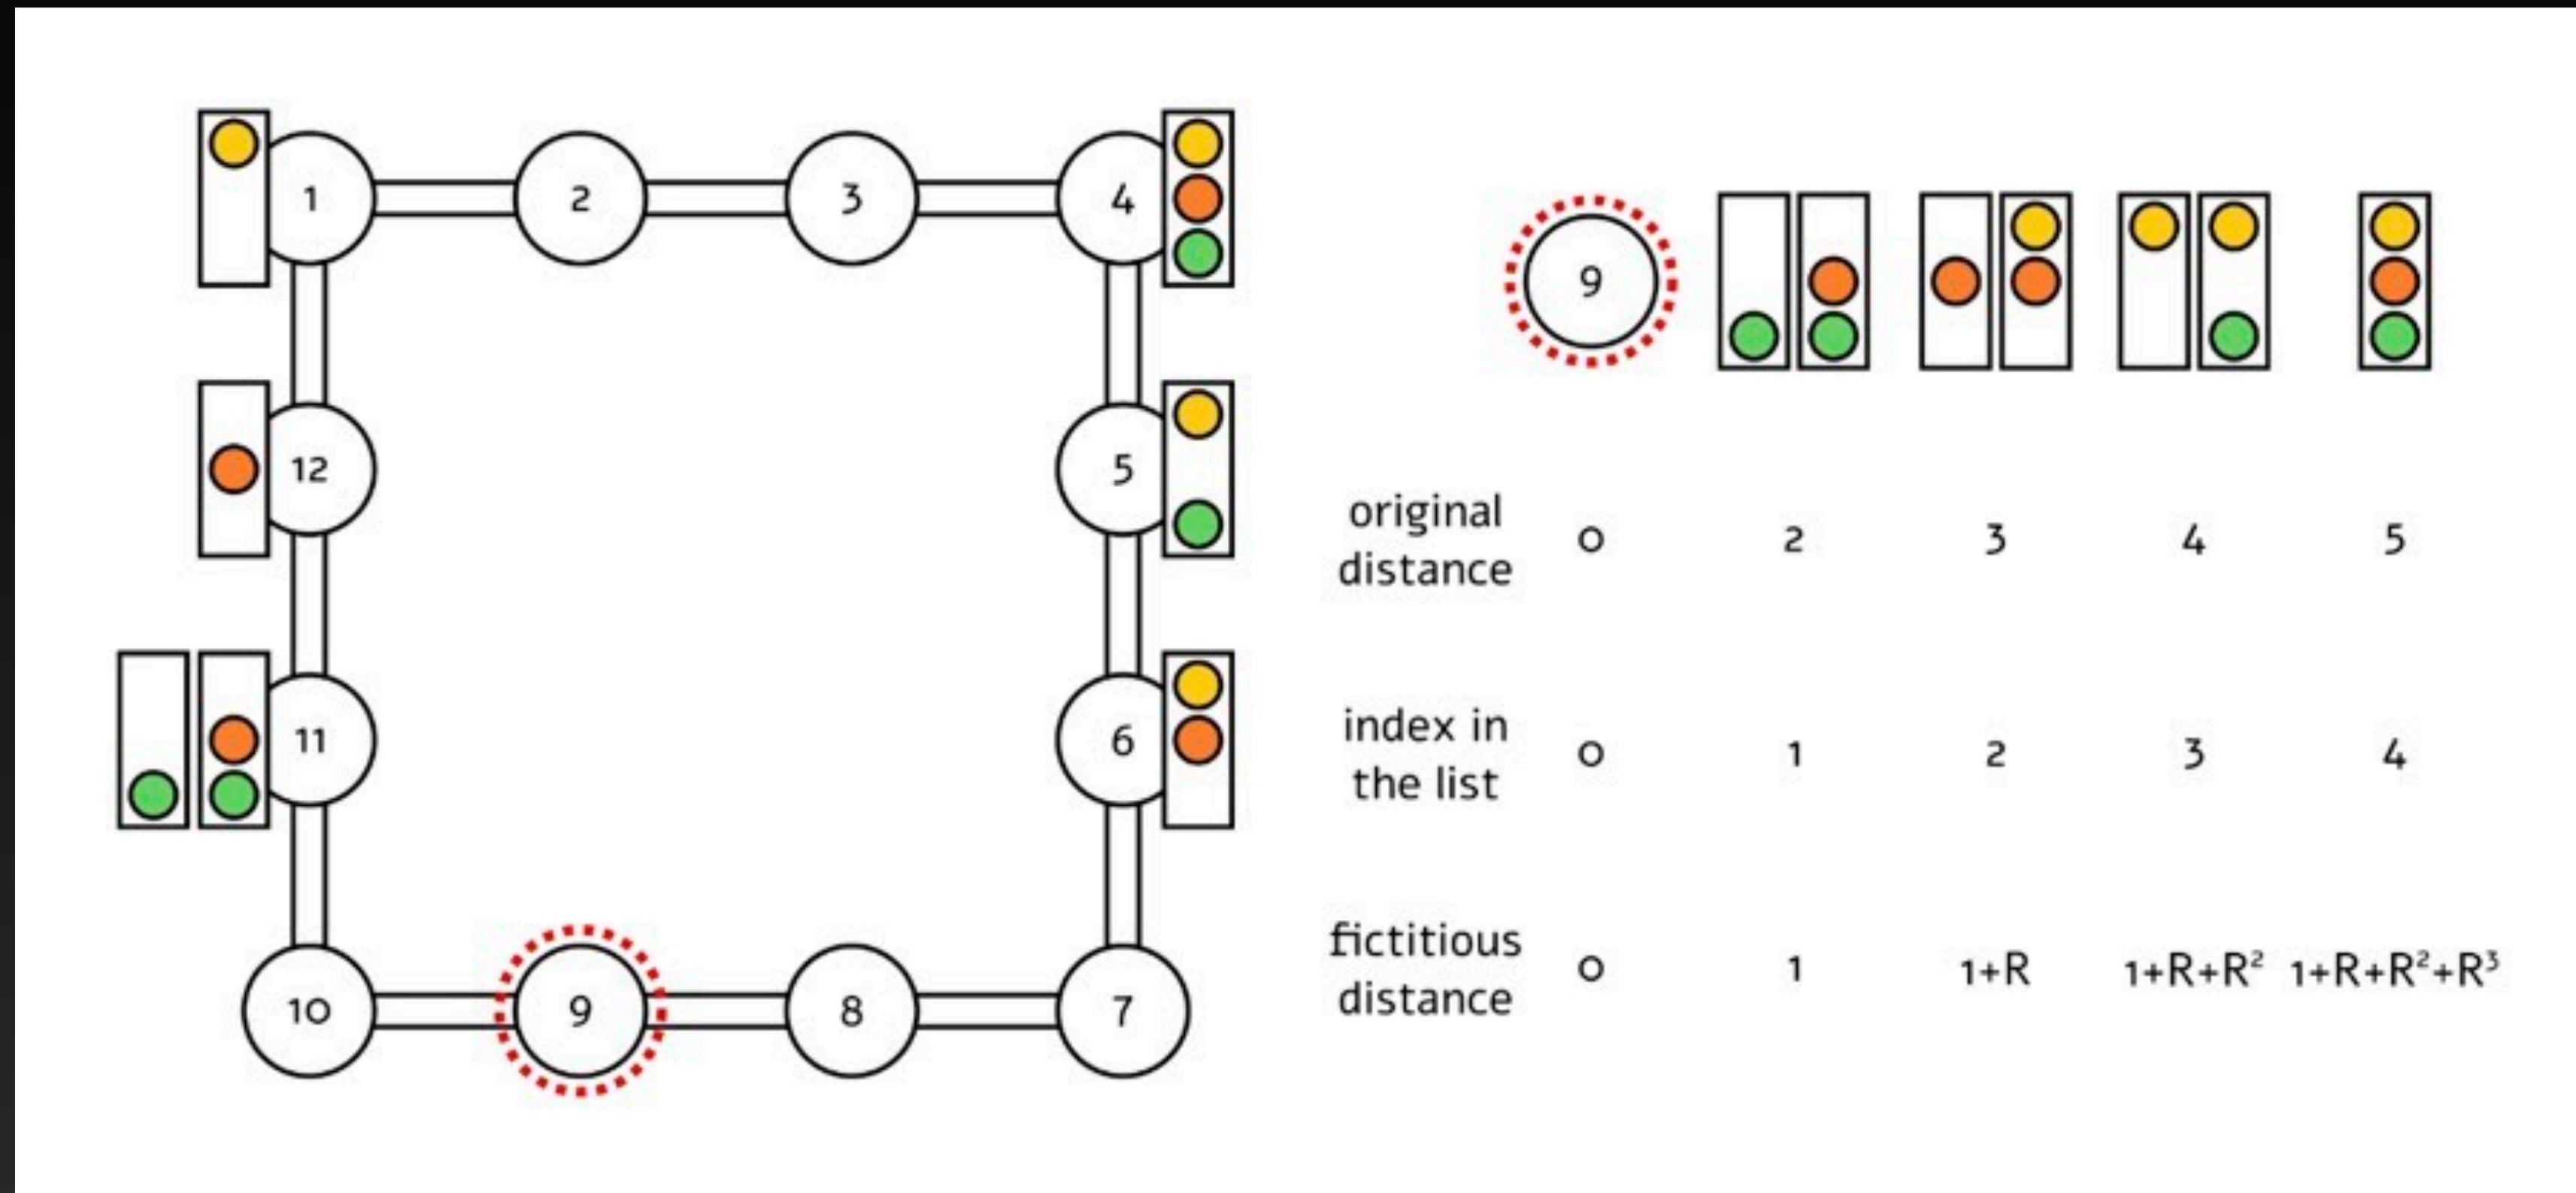 1 2 3 4
12 5
11 6
10 9 8 7
9
original
distance
0 2 3 4 5
index in
the list
0 1 2 3 4
fictitious
distance
0 1 1+R 1+R+R² 1+R+R²+R³